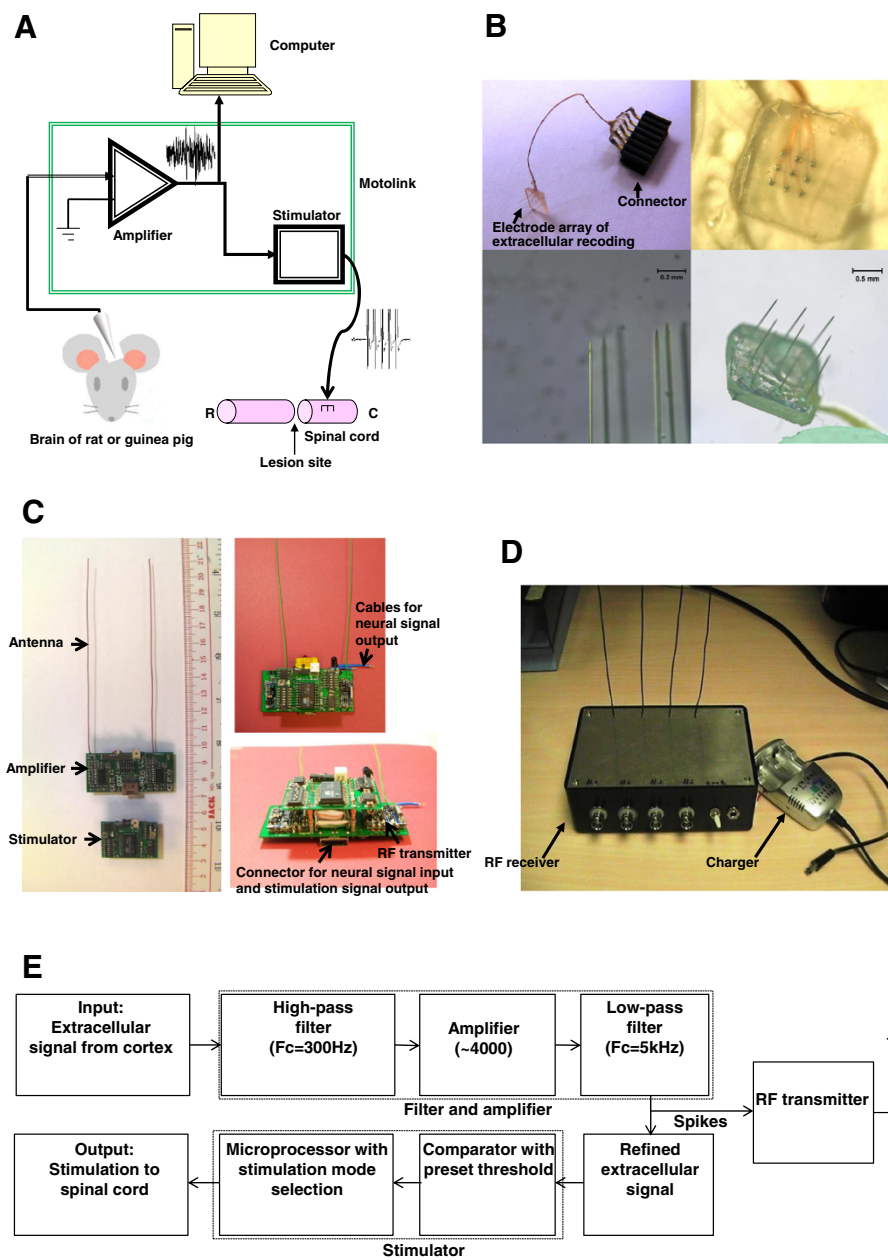 A
Computer
Motolink
Amplifier
Stimulator
R
C
Brain of rat or guinea pig
Spinal cord
Lesion site
B
Connector
Electrode array of
extracellular recoding
0.2 mm
0.5 mm
C
Antenna
Amplifier
Stimulator
Cables for
neural signal
output
RF transmitter
Connector for neural signal input
and stimulation signal output
D
RF receiver
Charger
E
Input:
Extracellular
signal from cortex
High-pass
filter
(Fc=300Hz)
Amplifier
(~4000)
Low-pass
filter
(Fc=5kHz)
Filter and amplifier
Spikes
RF transmitter
Output:
Stimulation to
spinal cord
Microprocessor with
stimulation mode
selection
Comparator with
preset threshold
Refined
extracellular
signal
Stimulator